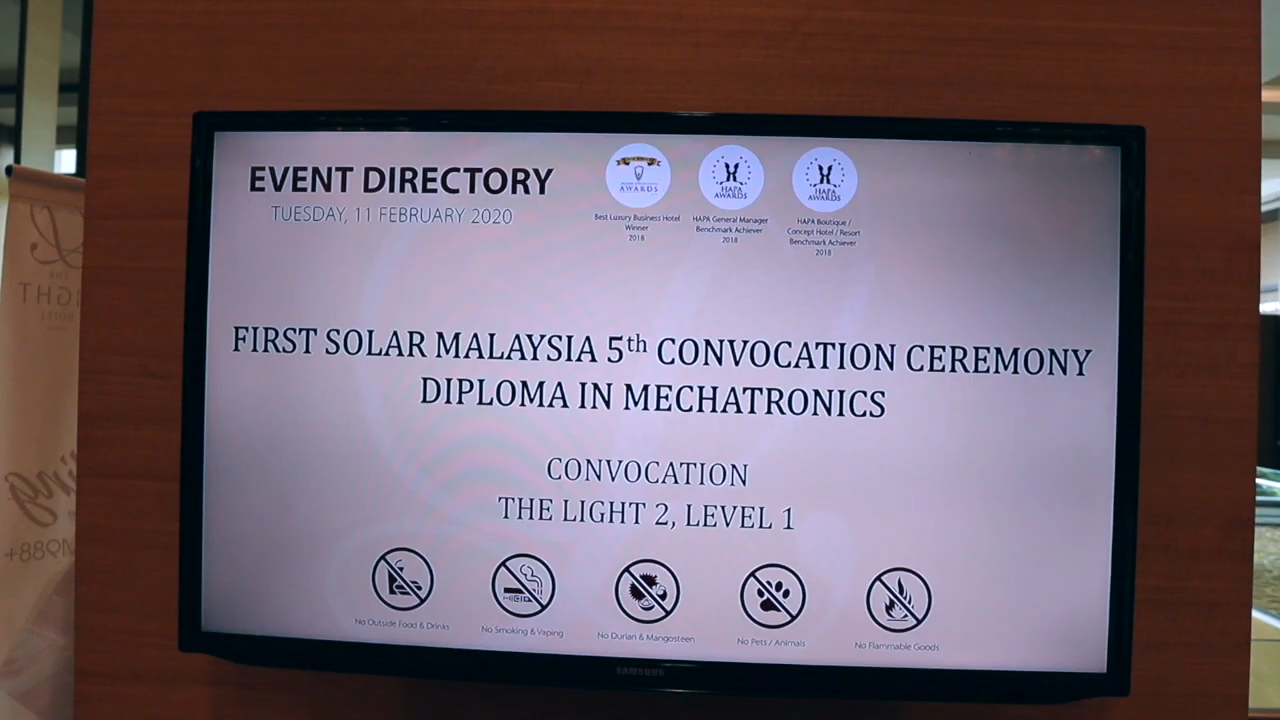 EVENT DIRECTORY
TUESDAY, 11 FEBRUARY 2020
AWARDS
Best Luxury Business Hotel
Winner
2018
HAPA
AWARDS
HAPA General Manager
Benchmark Achiever
2018
HAPA
AWARDS
HAPA Boutique /
Concept Hotel / Resort
Benchmark Achiever
2018
FIRST SOLAR MALAYSIA 5th CONVOCATION CEREMONY
DIPLOMA IN MECHATRONICS
CONVOCATION
THE LIGHT 2, LEVEL 1
No Outside Food & Drinks
No Smoking & Vaping
No Durian & Mangosteen
No Pets / Animals
No Flammable Goods
SAMSUNG